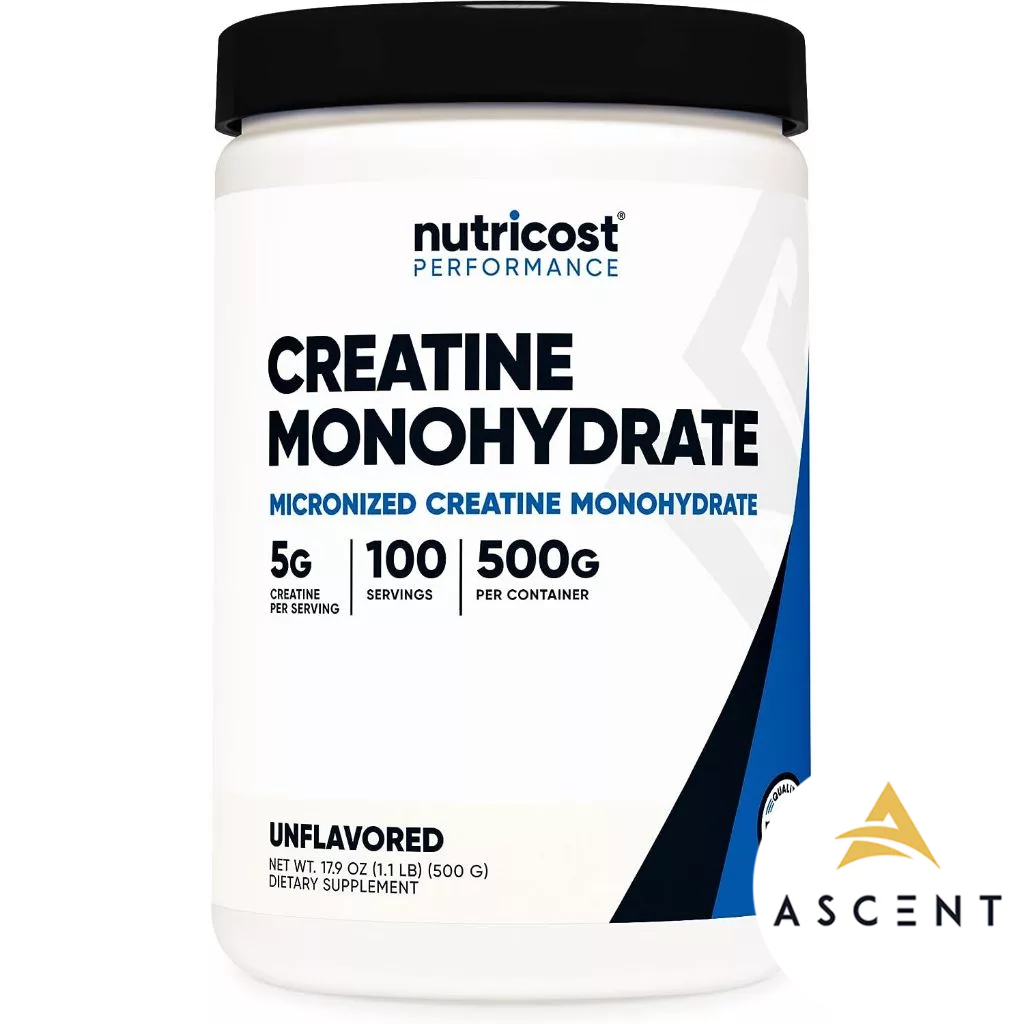 nutricost®
PERFORMANCE
CREATINE
MONOHYDRATE
MICRONIZED CREATINE MONOHYDRATE
5G
CREATINE
PER SERVING
100
SERVINGS
500G
PER CONTAINER
UNFLAVORED
NET WT. 17.9 OZ (1.1 LB) (500 G)
DIETARY SUPPLEMENT
ASCENT